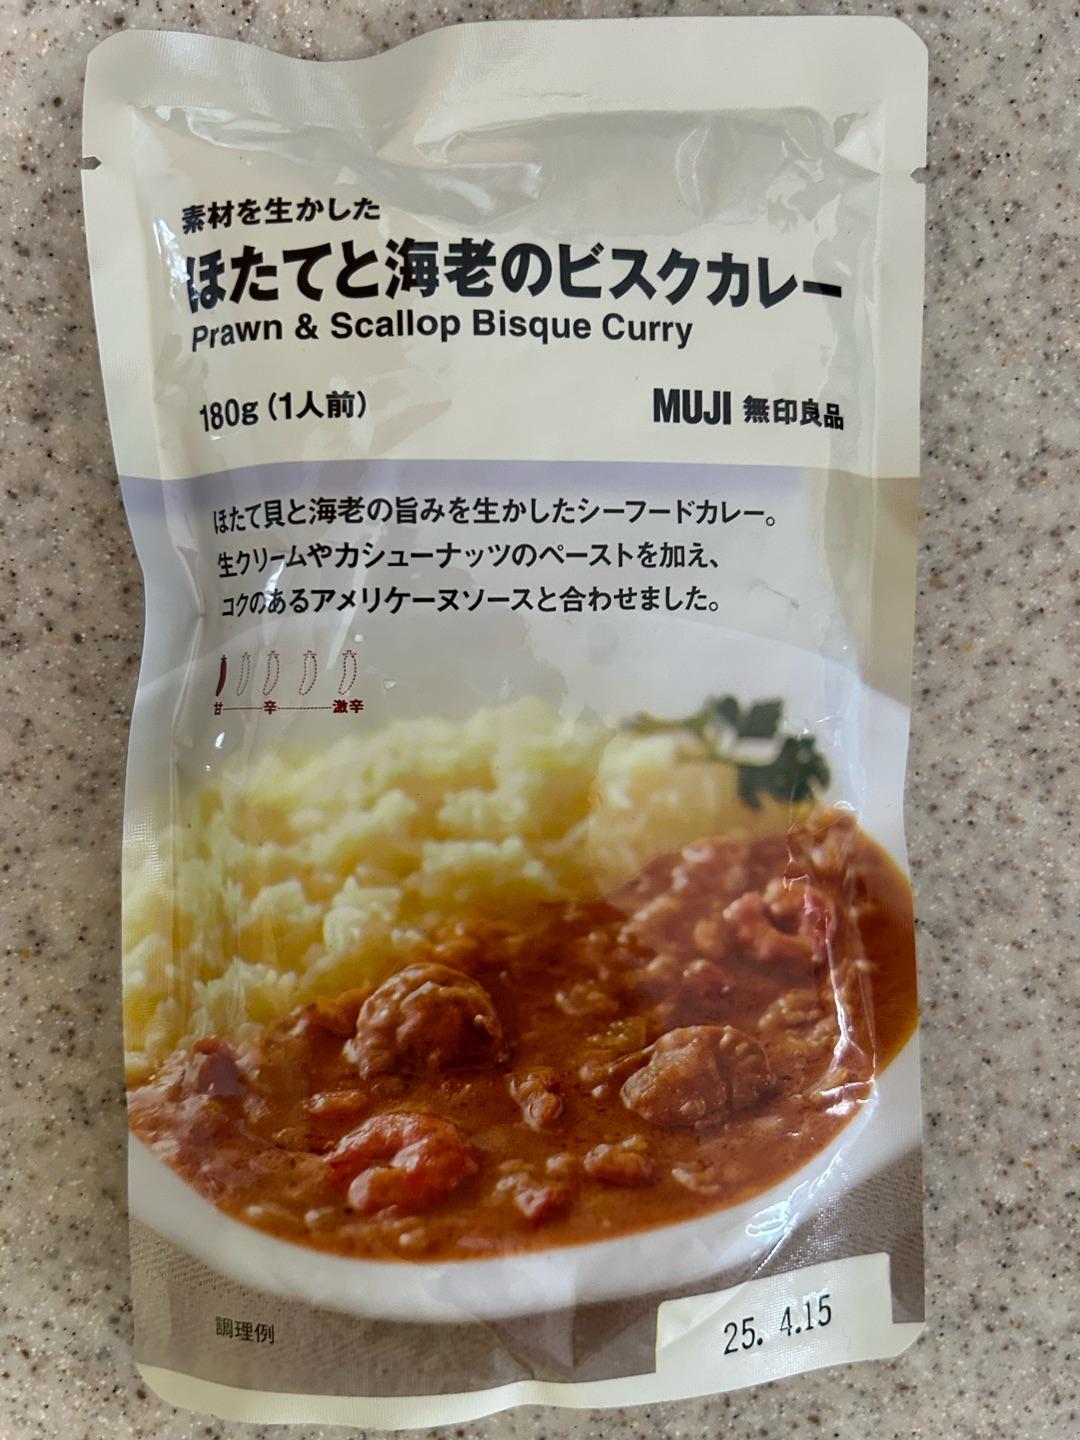 素材を生かした
ほたてと海老のビスクカレー
Prawn & Scallop Bisque Curry
180g（1人前）
MUJI 無印良品
ほたて貝と海老の旨みを生かしたシーフードカレー。
生クリームやカシューナッツのペーストを加え、
コクのあるアメリケーヌソースと合わせました。
甘 辛 激辛
調理例
25. 4.15